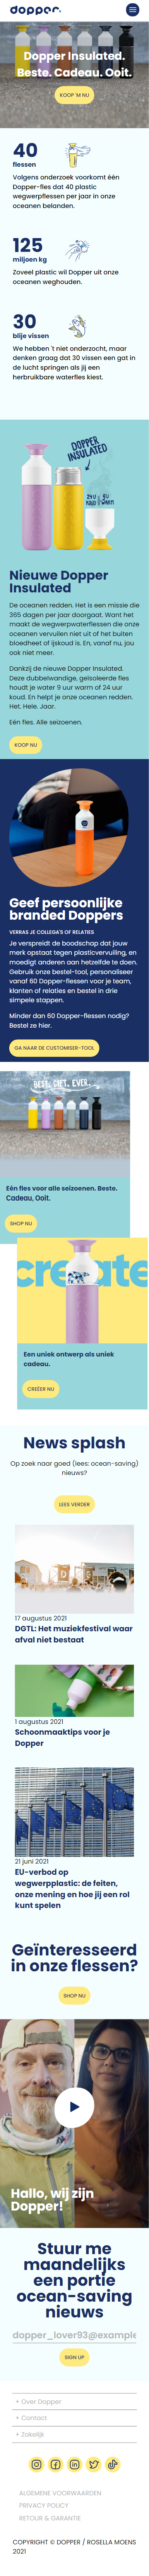 dopper.
Dopper Insulated.
Beste. Cadeau. Ooit.
KOOP 'M NU
40
flessen
Volgens onderzoek voorkomt één
Dopper-fles dat 40 plastic
wegwerpflessen per jaar in onze
oceanen belanden.
125
miljoen kg
Zoveel plastic wil Dopper uit onze
oceanen weghouden.
30
blije vissen
We hebben 't niet onderzocht, maar
denken graag dat 30 vissen een gat in
de lucht springen als jij een
herbruikbare waterfles kiest.
DOPPER
INSULATED
Nieuwe Dopper
Insulated
De oceanen redden. Het is een missie die
365 dagen per jaar doorgaat. Want het
maakt de wegwerpplastics die onze
oceanen vullen niet uit of het buiten
bloedheet of ijskoud is. En, vanaf nu, jou
ook niet meer.
Dankzij de nieuwe Dopper Insulated.
Deze dubbelwandige, geïsoleerde fles
houdt je water 9 uur warm of 24 uur
koud. En helpt je onze oceanen redden.
Het. Hele. Jaar.
Eén fles. Alle seizoenen.
KOOP NU
Geef persoonlijke
branded Doppers
VERRAS JE COLLEGA'S OF RELATIES
Je verspreidt de boodschap dat jouw
werk opstaat tegen plasticvervuiling, en
moedigt anderen aan hetzelfde te doen.
Gebruik onze bestel-tool, personaliseer
vanaf 60 Dopper-flessen voor je team,
klanten of relaties en bestel in drie
simpele stappen.
Minder dan 60 Dopper-flessen nodig?
Bestel ze hier.
GA NAAR DE CUSTOMISER-TOOL
BEST. GIFT. EVER.
Eén fles voor alle seizoenen. Beste.
Cadeau, Ooit.
SHOP NU
create
Een uniek ontwerp als uniek
cadeau.
CREËER NU
News splash
Op zoek naar goed (lees: ocean-saving)
nieuws?
LEES VERDER
17 augustus 2021
DGTL: Het muziekfestival waar
afval niet bestaat
1 augustus 2021
Schoonmaaktips voor je
Dopper
21 juni 2021
EU-verbod op
wegwerpplastic: de feiten,
onze mening en hoe jij een rol
kunt spelen
Geïnteresseerd
in onze flessen?
SHOP NU
Hallo, wij zijn
Dopper!
Stuur me
maandelijks
een portie
ocean-saving
nieuws
dopper_lover93@example
SIGN UP
+ Over Dopper
+ Contact
+ Zakelijk
ALGEMENE VOORWAARDEN
PRIVACY POLICY
RETOUR & GARANTIE
COPYRIGHT © DOPPER / ROSELLA MOENS
2021